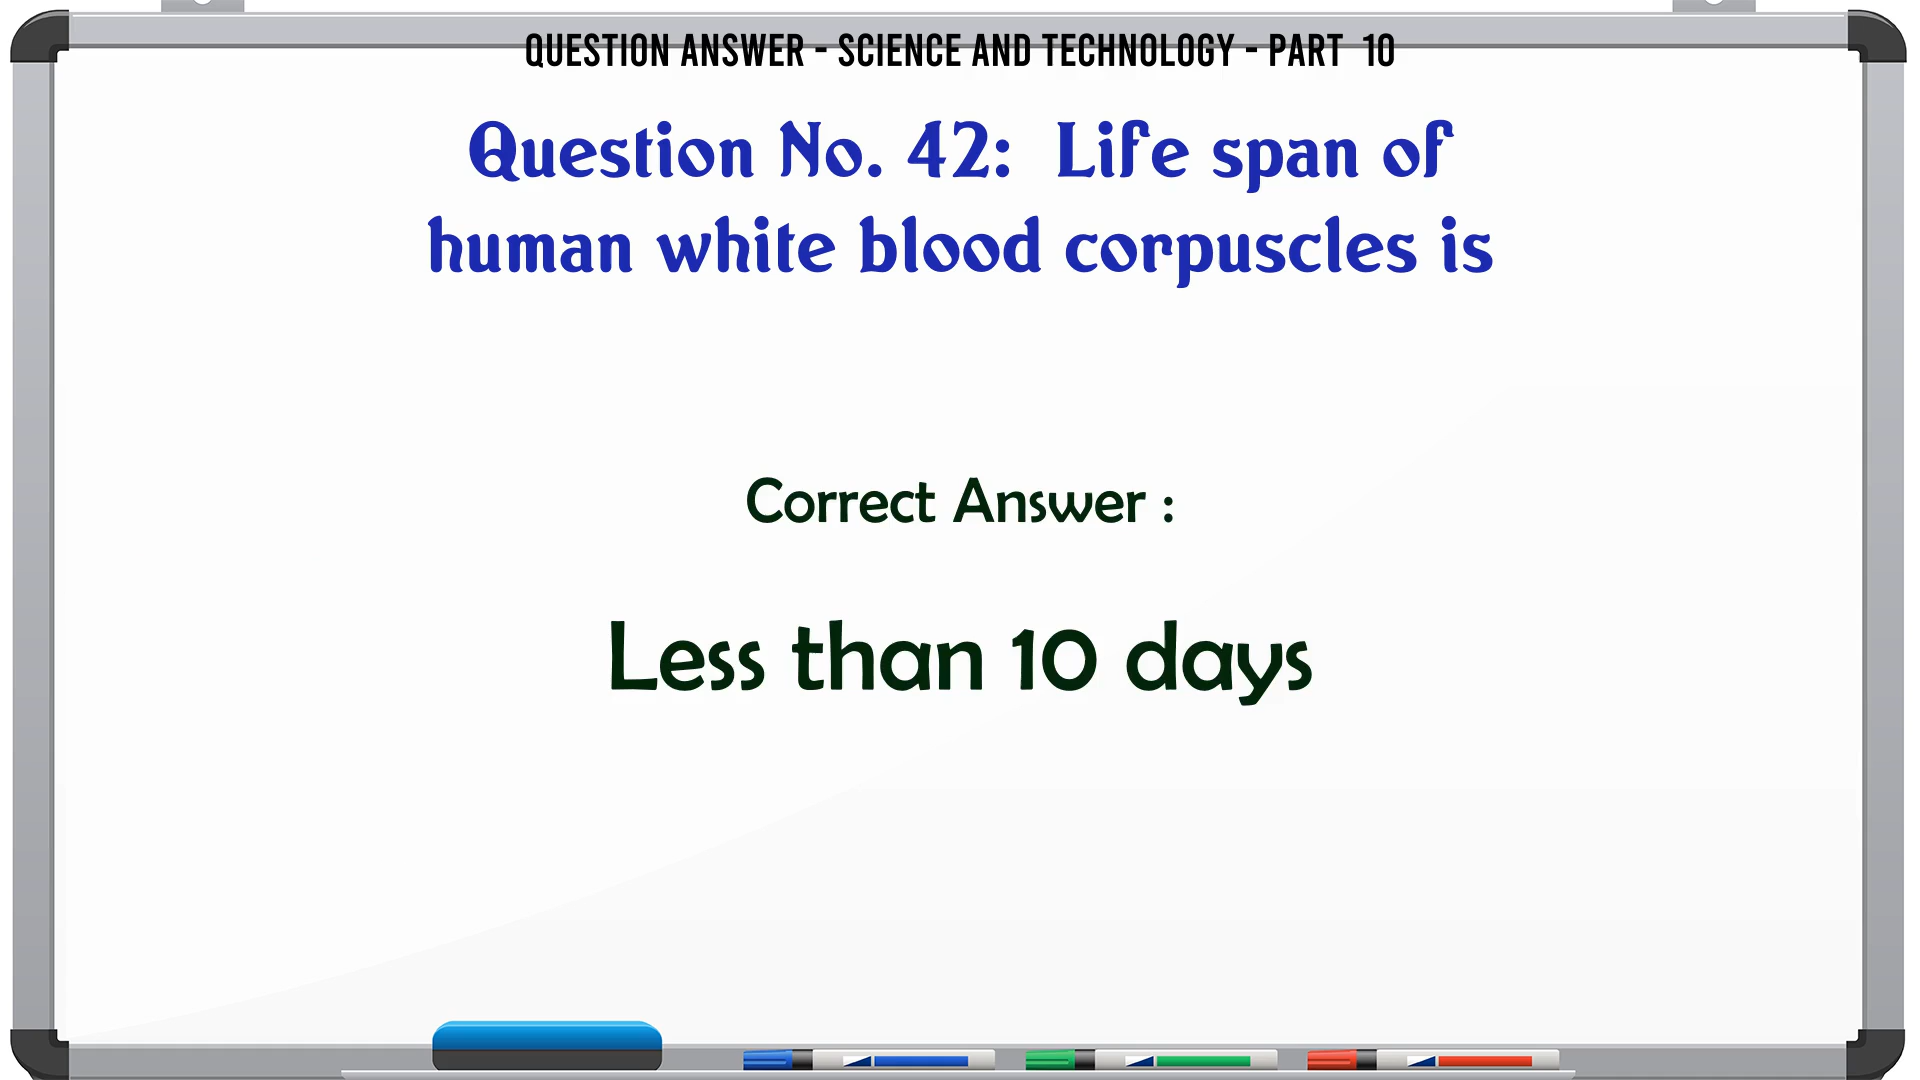 QUESTION ANSWER - SCIENCE AND TECHNOLOGY - PART 10
Question No. 42: Life span of
human white blood corpuscles is
Correct Answer :
Less than 10 days